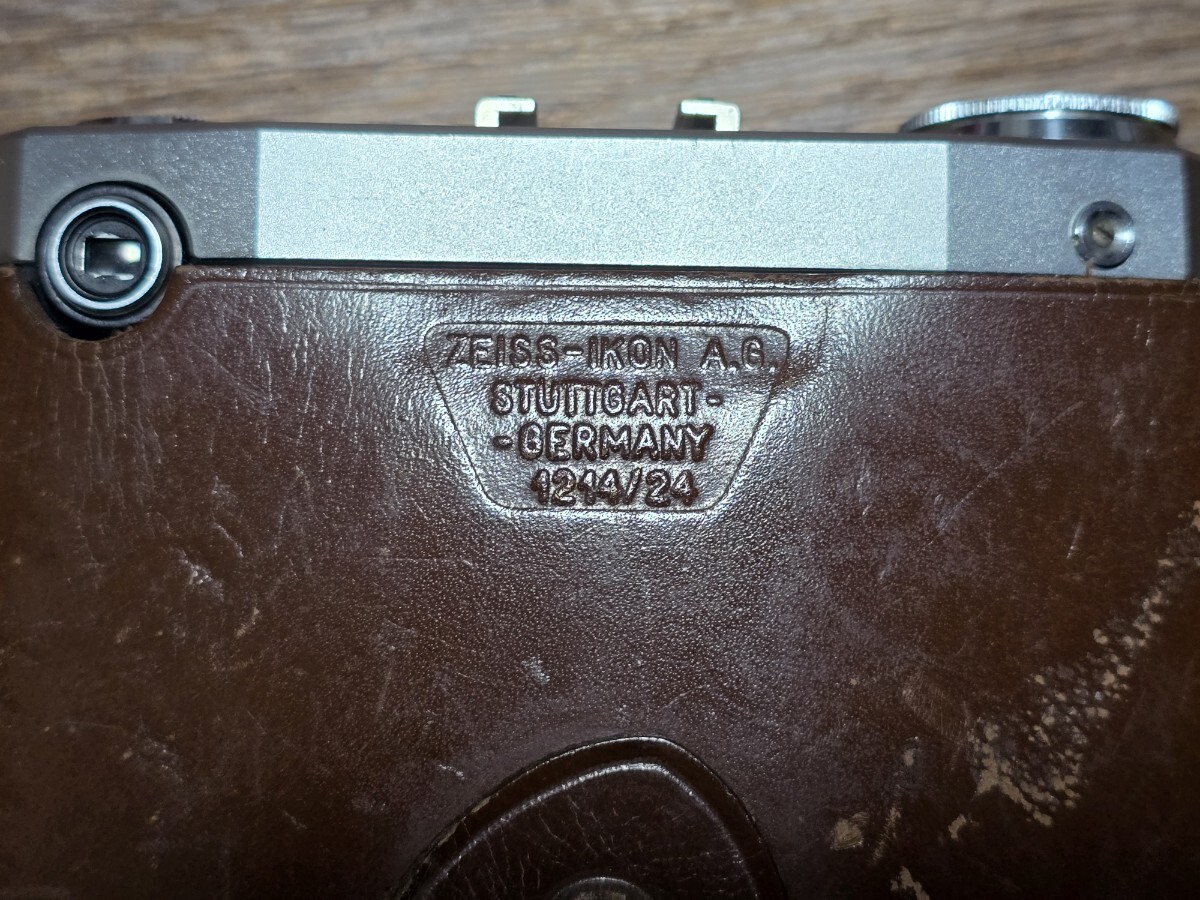 ZEISS-IKON A.G.
STUTTGART-
-GERMANY
1214/24